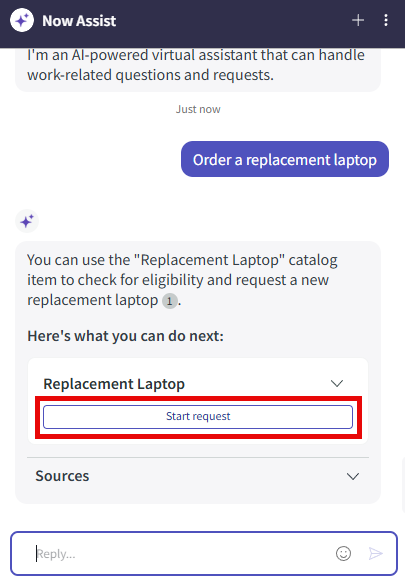 Now Assist
I'm an AI-powered virtual assistant that can handle
work-related questions and requests.
Just now
Order a replacement laptop
You can use the "Replacement Laptop" catalog
item to check for eligibility and request a new
replacement laptop 1.
Here's what you can do next:
Replacement Laptop
Start request
Sources
Reply...